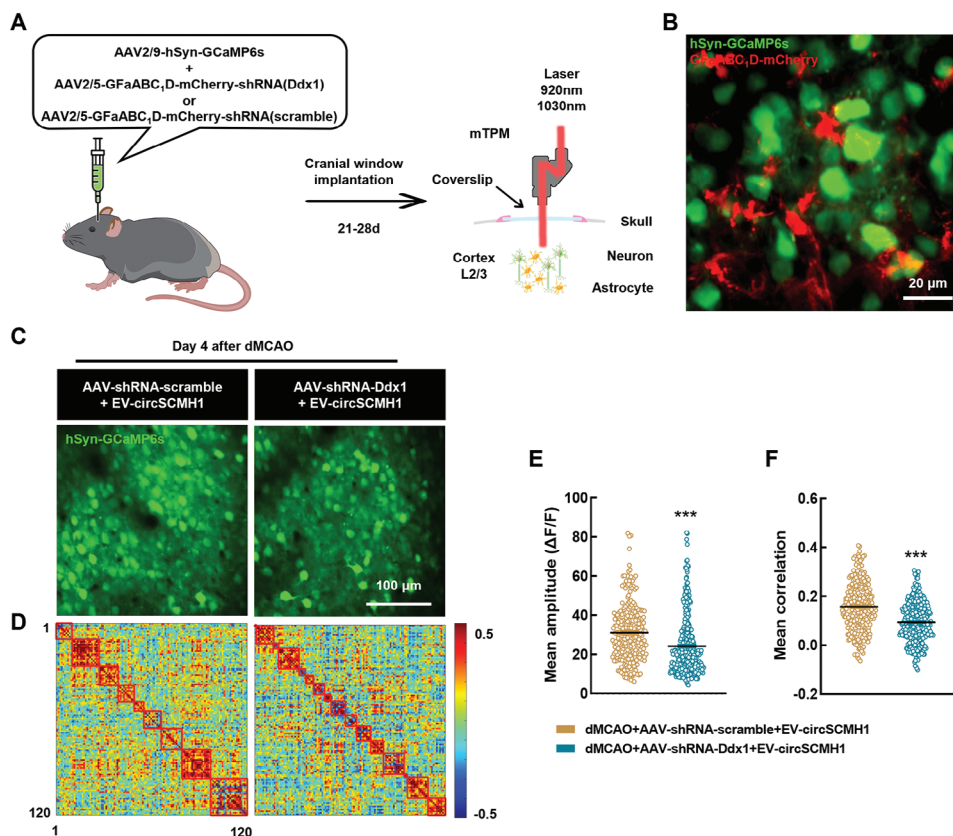 A
AAV2/9-hSyn-GCaMP6s
+
AAV2/5-GFaABC₁D-mCherry-shRNA(Ddx1)
or
AAV2/5-GFaABC₁D-mCherry-shRNA(scramble)
Cranial window
implantation
21-28d
Laser
920nm
1030nm
mTPM
Coverslip
Skull
Cortex
L2/3
Neuron
Astrocyte
B
hSyn-GCaMP6s
GFaABC₁D-mCherry
20 μm
C
Day 4 after dMCAO
AAV-shRNA-scramble
+ EV-circSCMH1
AAV-shRNA-Ddx1
+ EV-circSCMH1
hSyn-GCaMP6s
100 μm
D
1
120
1
120
0.5
-0.5
E
Mean amplitude (ΔF/F)
100
80
60
40
20
0
***
F
Mean correlation
0.6
0.4
0.2
0.0
-0.2
***
dMCAO+AAV-shRNA-scramble+EV-circSCMH1
dMCAO+AAV-shRNA-Ddx1+EV-circSCMH1